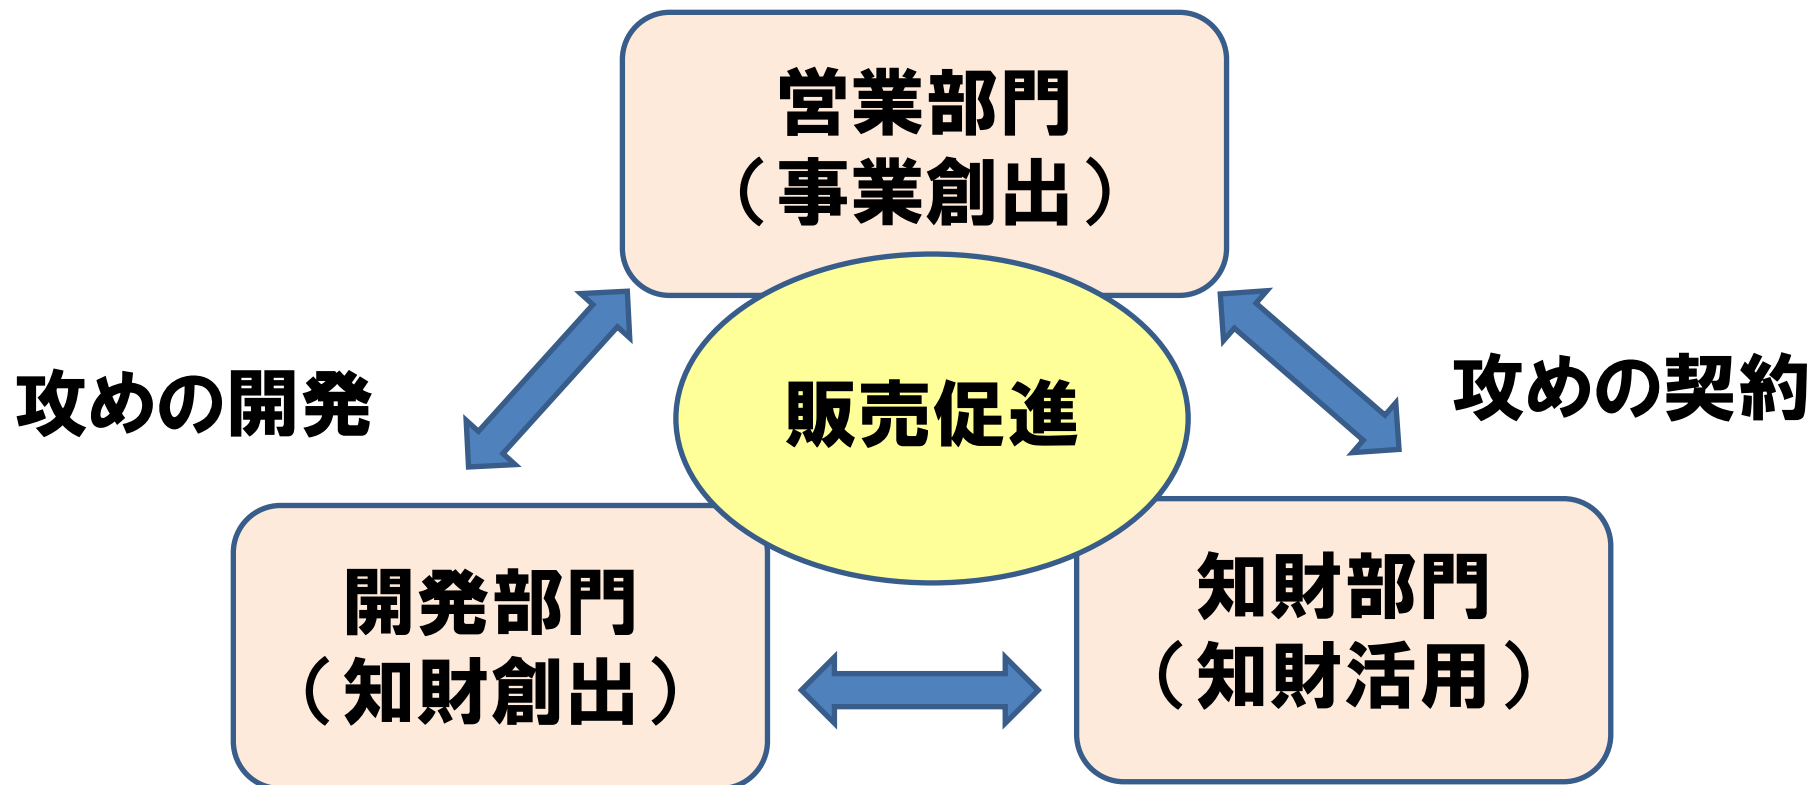 営業部門
（事業創出）
攻めの開発
販売促進
攻めの契約
開発部門
（知財創出）
知財部門
（知財活用）